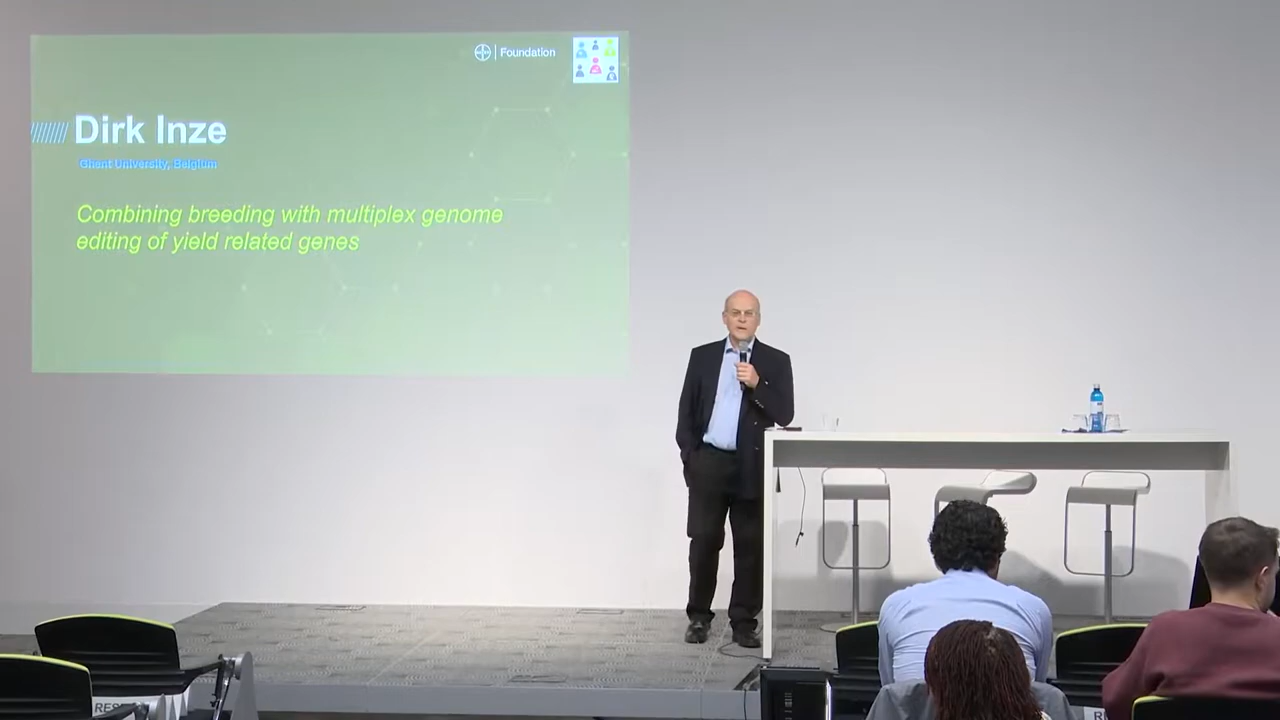 Foundation
Dirk Inze
Ghent University, Belgium
Combining breeding with multiplex genome
editing of yield related genes